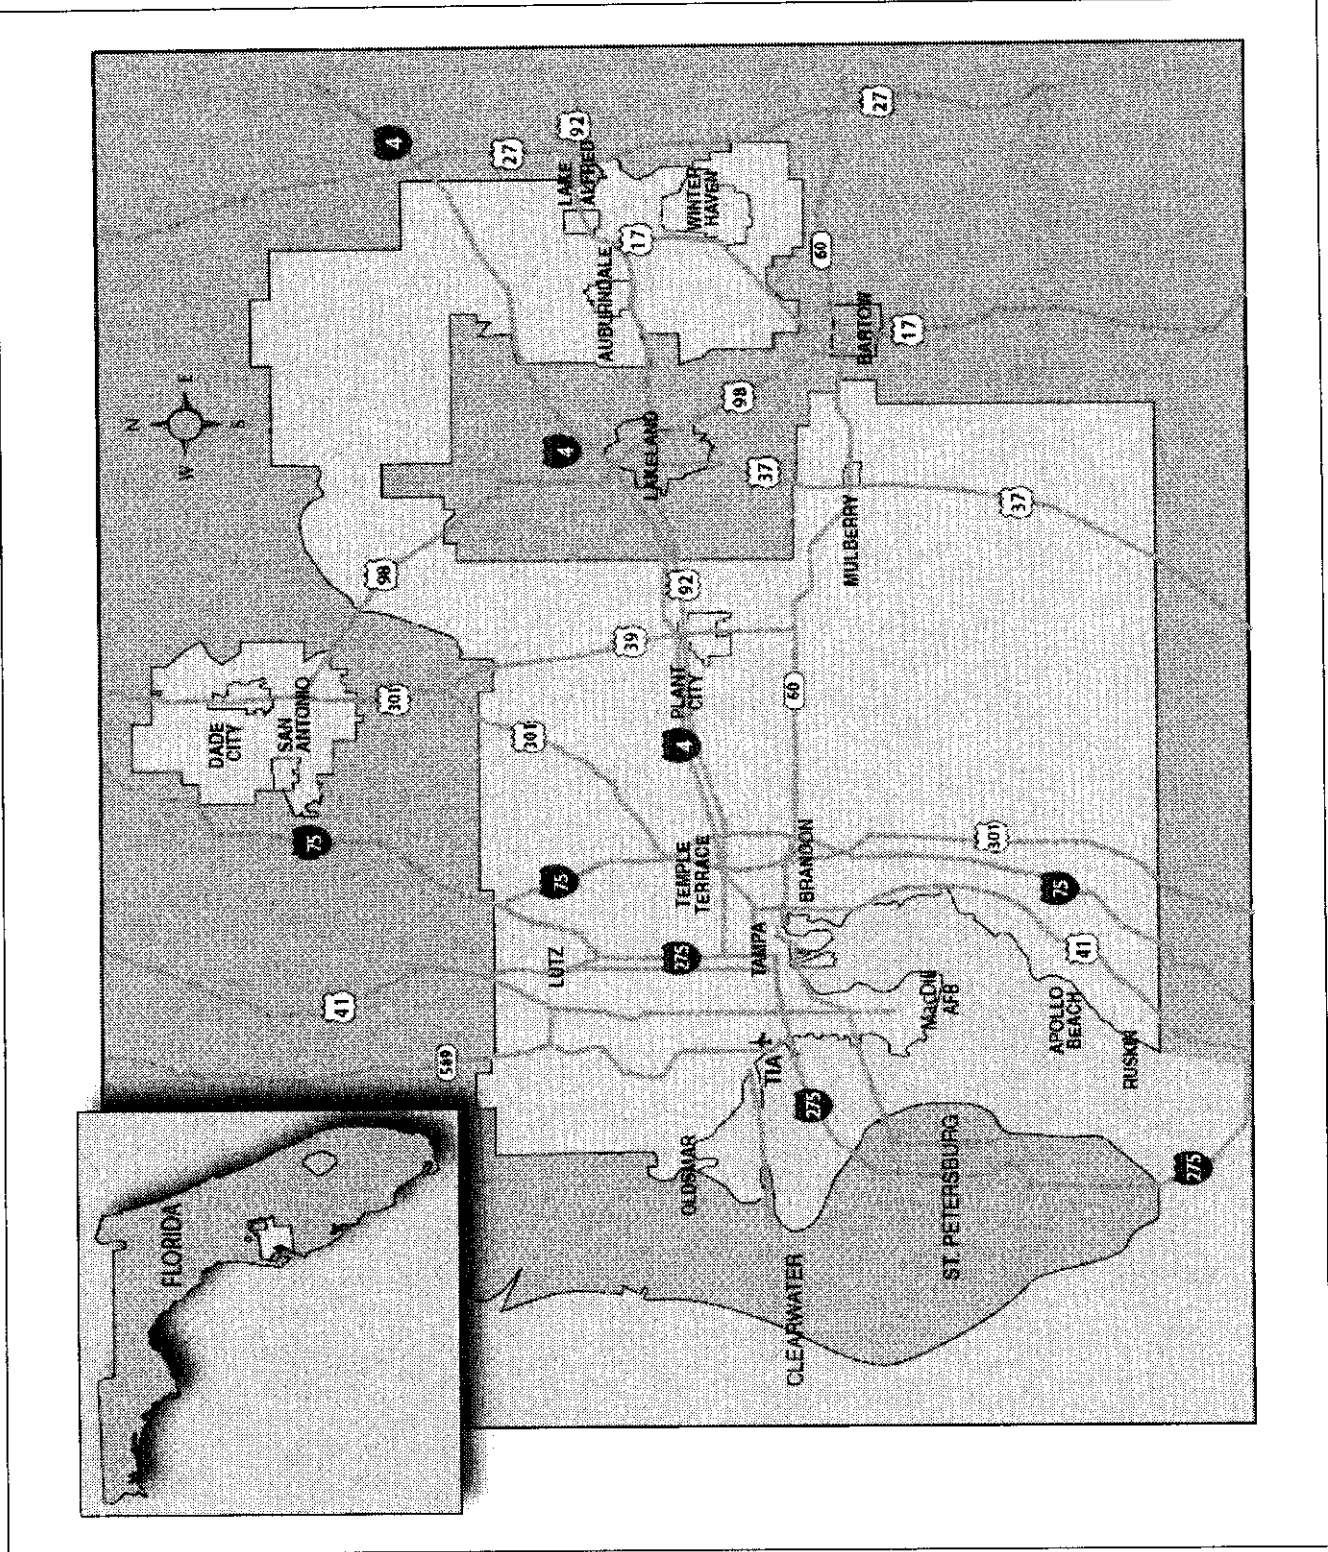 FLORIDA
N
W
E
S
DADE
CITY
SAN
ANTONIO
301
75
41
589
98
4
27
92
LAKE
ALFRED
WINTER
HAVEN
17
AUBURNDALE
27
60
BARTOW
17
4
LAKELAND
98
37
MULBERRY
37
92
39
PLANT
CITY
4
60
301
TEMPLE
TERRACE
BRANDON
301
75
75
LUTZ
275
TAMPA
MacDill
AFB
41
APOLLO
BEACH
RUSKIN
TIA
275
OLDSMAR
CLEARWATER
ST. PETERSBURG
275